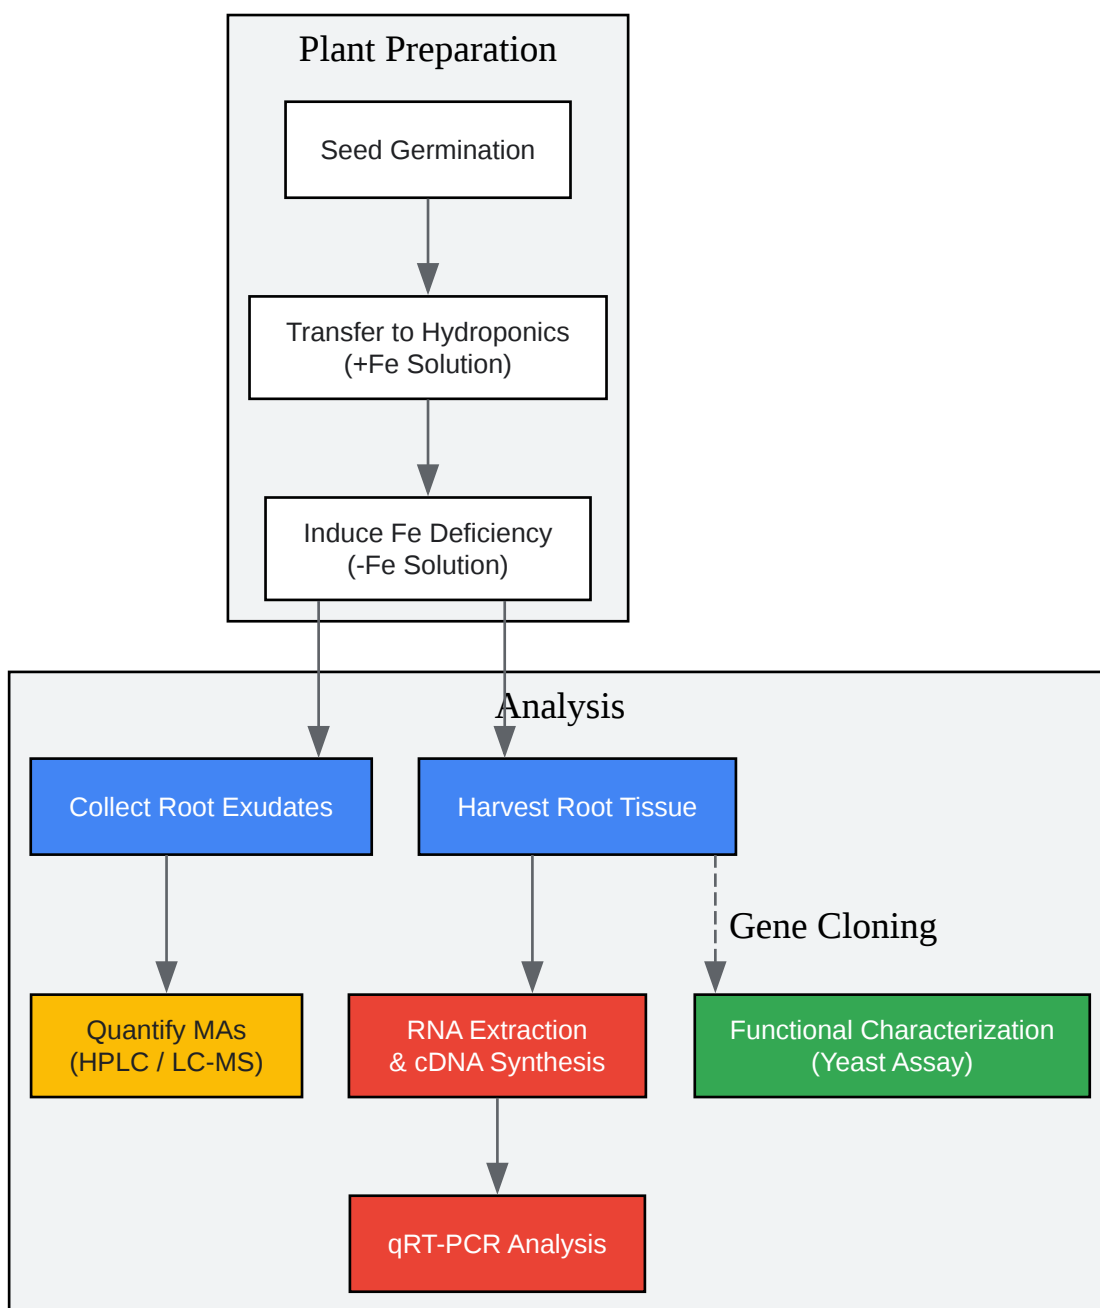 Plant Preparation
Seed Germination
Transfer to Hydroponics
(+Fe Solution)
Induce Fe Deficiency
(-Fe Solution)
Analysis
Collect Root Exudates
Harvest Root Tissue
Gene Cloning
Quantify MAs
(HPLC / LC-MS)
RNA Extraction
& cDNA Synthesis
Functional Characterization
(Yeast Assay)
qRT-PCR Analysis